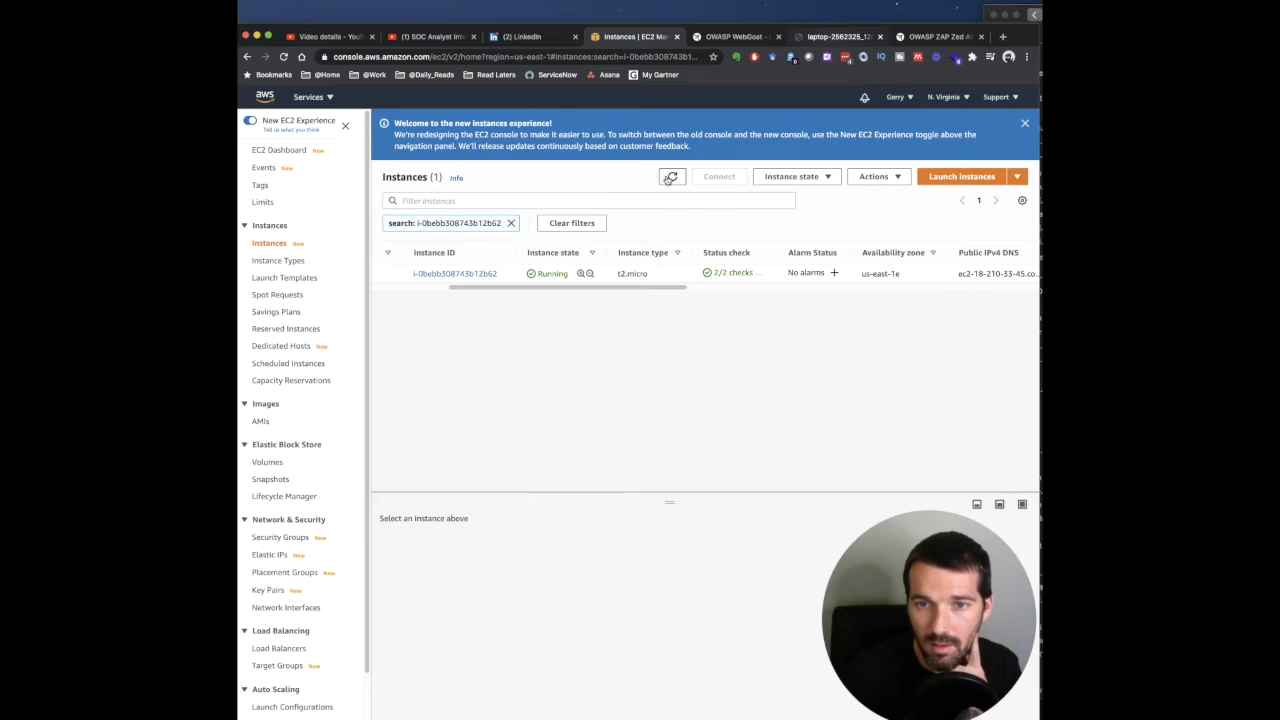 Video details - YouT
(1) SOC Analyst Inte
(2) LinkedIn
Instances | EC2 Mar
OWASP WebGoat - C
laptop-2562325_12
OWASP ZAP Zed Ar
console.aws.amazon.com/ec2/v2/home?region=us-east-1#Instances:search=i-0bebb308743b1...
Bookmarks
@Home
@Work
@Daily_Reads
Read Laters
ServiceNow
Asana
My Gartner
aws
Services
Gerry
N. Virginia
Support
New EC2 Experience
Tell us what you think
EC2 Dashboard New
Events New
Tags
Limits
Instances
Instances New
Instance Types
Launch Templates
Spot Requests
Savings Plans
Reserved Instances
Dedicated Hosts New
Scheduled Instances
Capacity Reservations
Images
AMIs
Elastic Block Store
Volumes
Snapshots
Lifecycle Manager
Network & Security
Security Groups New
Elastic IPs New
Placement Groups New
Key Pairs New
Network Interfaces
Load Balancing
Load Balancers
Target Groups New
Auto Scaling
Launch Configurations
Welcome to the new instances experience!
We're redesigning the EC2 console to make it easier to use. To switch between the old console and the new console, use the New EC2 Experience toggle above the
navigation panel. We'll release updates continuously based on customer feedback.
Instances (1) Info
Connect
Instance state
Actions
Launch instances
Filter instances
1
search: i-0bebb308743b12b62
Clear filters
Instance ID
Instance state
Instance type
Status check
Alarm Status
Availability zone
Public IPv4 DNS
i-0bebb308743b12b62
Running
t2.micro
2/2 checks ...
No alarms
us-east-1e
ec2-18-210-33-45.co...
Select an instance above